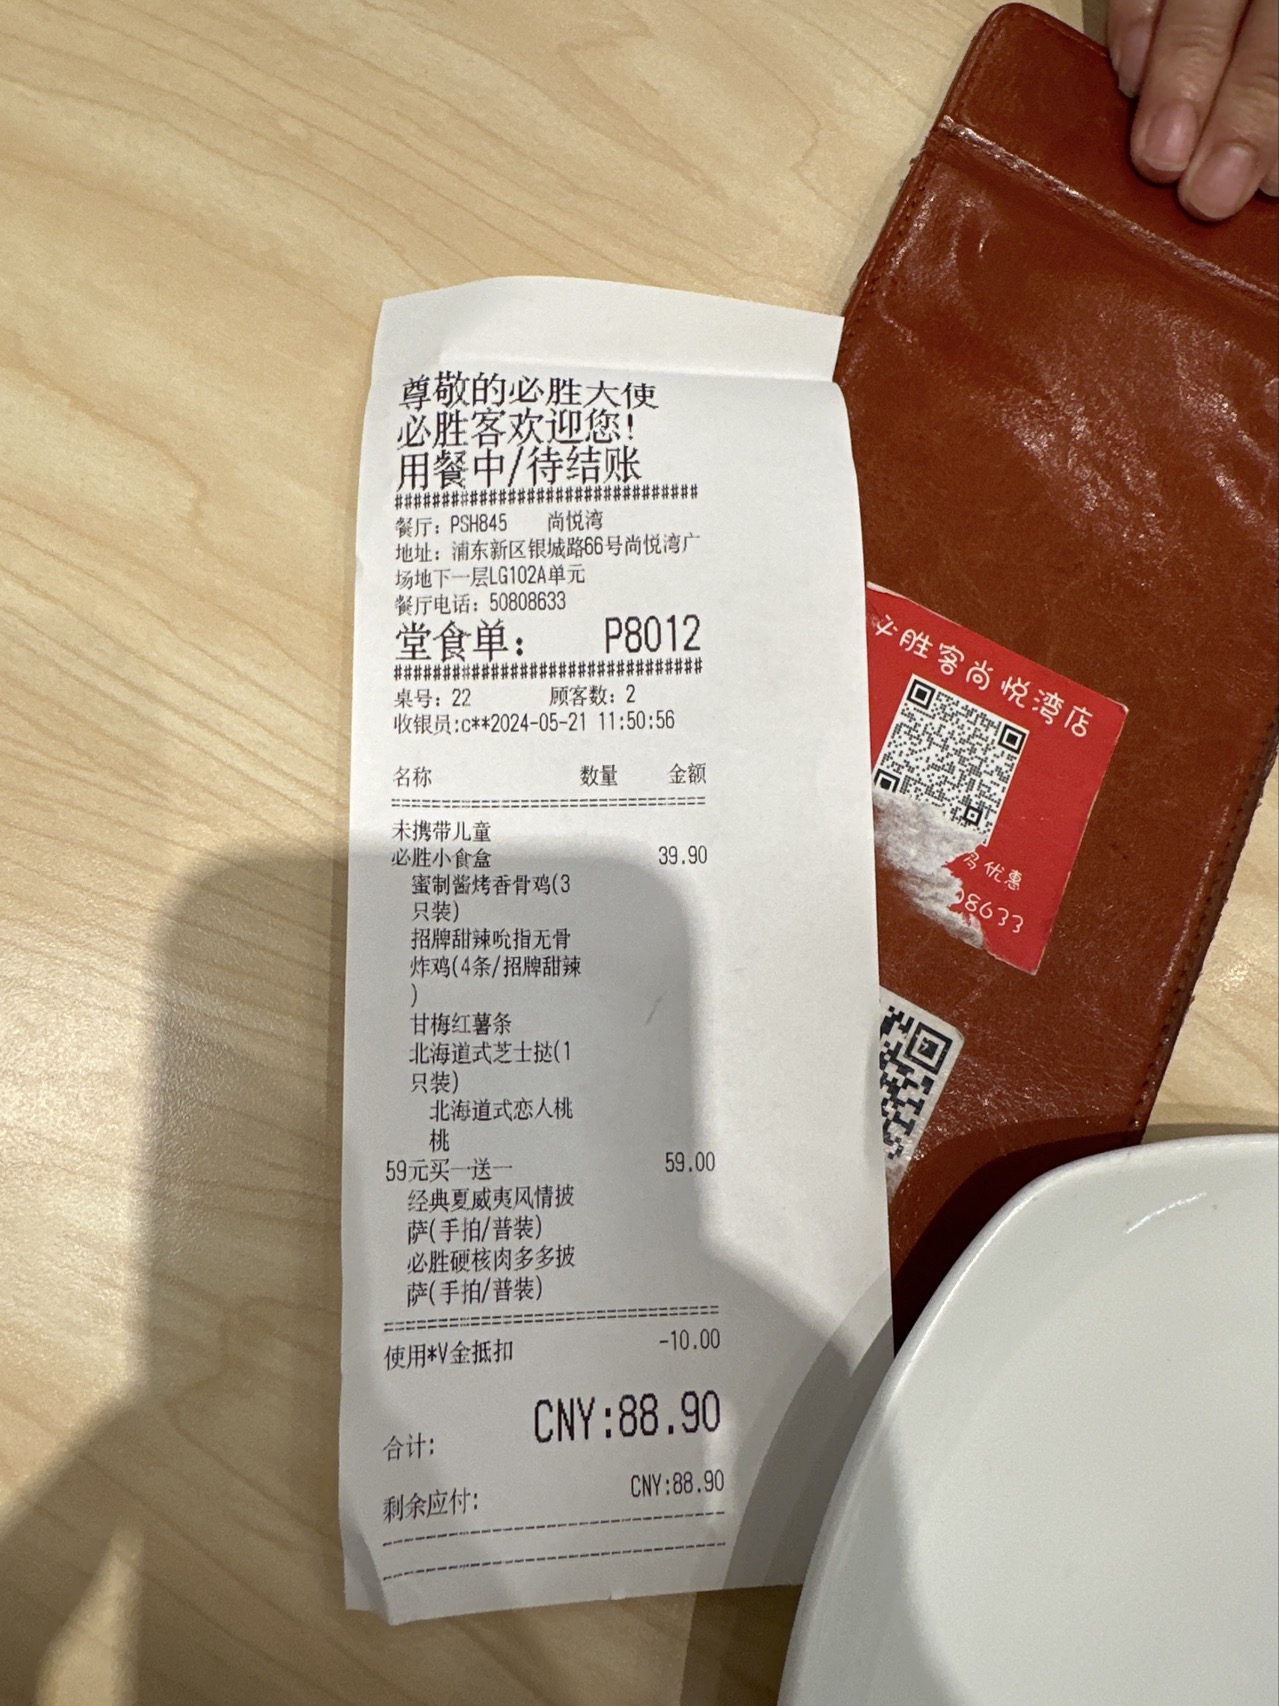 尊敬的必胜大使
必胜客欢迎您!
用餐中/待结账
################################
餐厅: PSH845 尚悦湾
地址: 浦东新区银城路66号尚悦湾广
场地下一层LG102A单元
餐厅电话: 50808633
堂食单: P8012
################################
桌号: 22 顾客数: 2
收银员:c**2024-05-21 11:50:56
名称 数量 金额
================================
未携带儿童
必胜小食盒 39.90
蜜制酱烤香骨鸡(3
只装)
招牌甜辣吮指无骨
炸鸡(4条/招牌甜辣
)
甘梅红薯条
北海道式芝士挞(1
只装)
北海道式恋人桃
桃
59元买一送一 59.00
经典夏威夷风情披
萨(手拍/普装)
必胜硬核肉多多披
萨(手拍/普装)
================================
使用*V金抵扣 -10.00
合计: CNY:88.90
剩余应付: CNY:88.90
--------------------------------
--------------------------------
必胜客尚悦湾店
优惠
8633